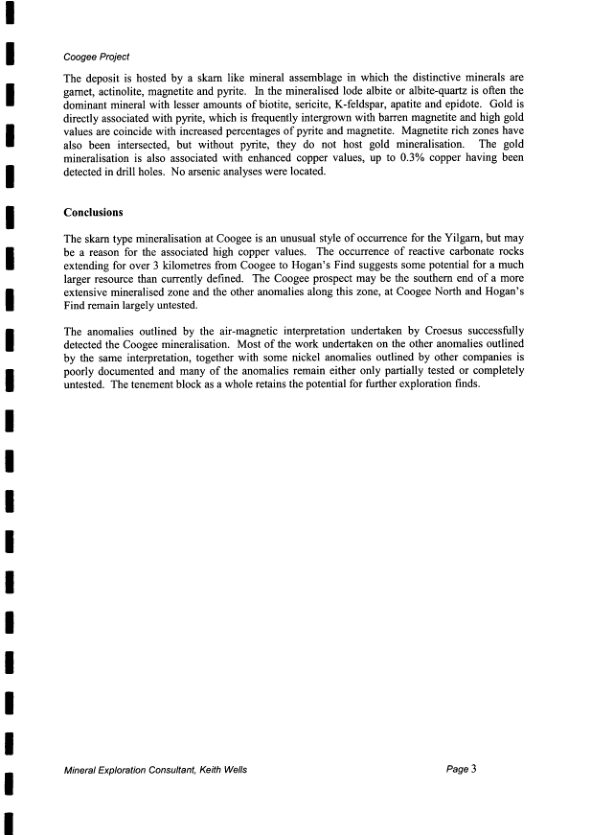 Coogee Project
The deposit is hosted by a skarn like mineral assemblage in which the distinctive minerals are
garnet, actinolite, magnetite and pyrite. In the mineralised lode albite or albite-quartz is often the
dominant mineral with lesser amounts of biotite, sericite, K-feldspar, apatite and epidote. Gold is
directly associated with pyrite, which is frequently intergrown with barren magnetite and high gold
values are coincide with increased percentages of pyrite and magnetite. Magnetite rich zones have
also been intersected, but without pyrite, they do not host gold mineralisation. The gold
mineralisation is also associated with enhanced copper values, up to 0.3% copper having been
detected in drill holes. No arsenic analyses were located.
Conclusions
The skarn type mineralisation at Coogee is an unusual style of occurrence for the Yilgarn, but may
be a reason for the associated high copper values. The occurrence of reactive carbonate rocks
extending for over 3 kilometres from Coogee to Hogan's Find suggests some potential for a much
larger resource than currently defined. The Coogee prospect may be the southern end of a more
extensive mineralised zone and the other anomalies along this zone, at Coogee North and Hogan's
Find remain largely untested.
The anomalies outlined by the air-magnetic interpretation undertaken by Croesus successfully
detected the Coogee mineralisation. Most of the work undertaken on the other anomalies outlined
by the same interpretation, together with some nickel anomalies outlined by other companies is
poorly documented and many of the anomalies remain either only partially tested or completely
untested. The tenement block as a whole retains the potential for further exploration finds.
Mineral Exploration Consultant, Keith Wells Page 3